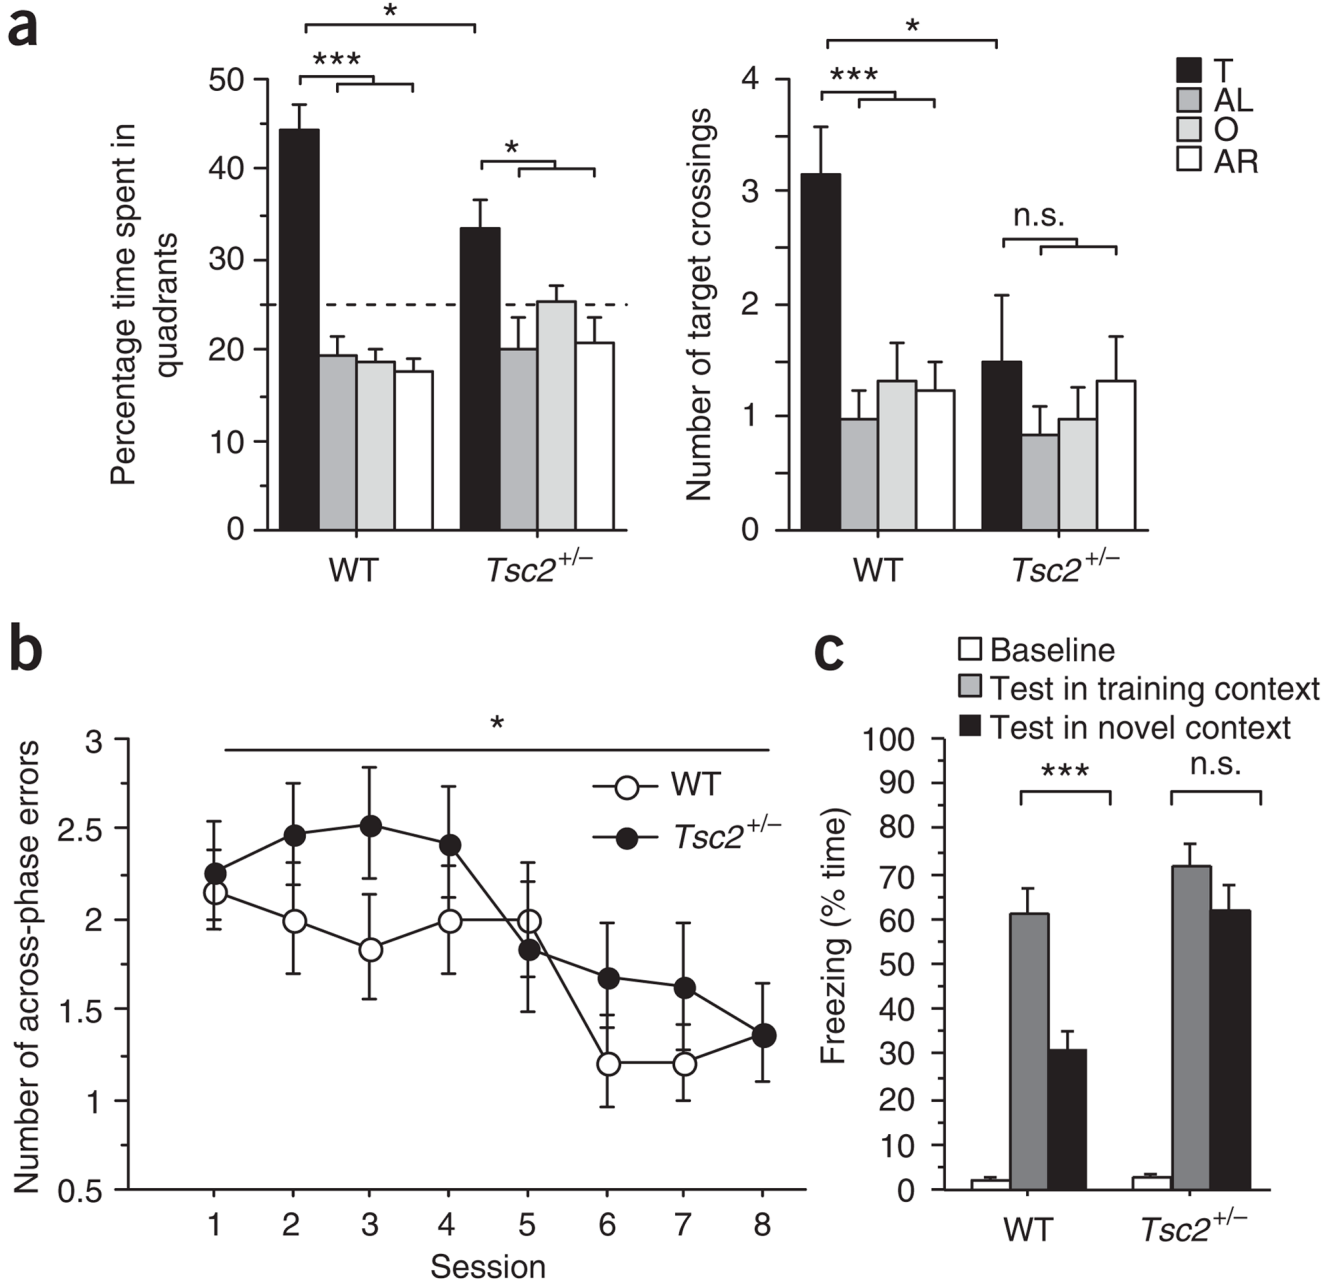 a
*
***
*
50
40
30
20
10
0
Percentage time spent in
quadrants
WT
Tsc2+/–
*
***
n.s.
4
3
2
1
0
Number of target crossings
WT
Tsc2+/–
T
AL
O
AR
b
*
3
2.5
2
1.5
1
0.5
Number of across-phase errors
WT
Tsc2+/–
1 2 3 4 5 6 7 8
Session
c
Baseline
Test in training context
Test in novel context
***
n.s.
100
90
80
70
60
50
40
30
20
10
0
Freezing (% time)
WT
Tsc2+/–